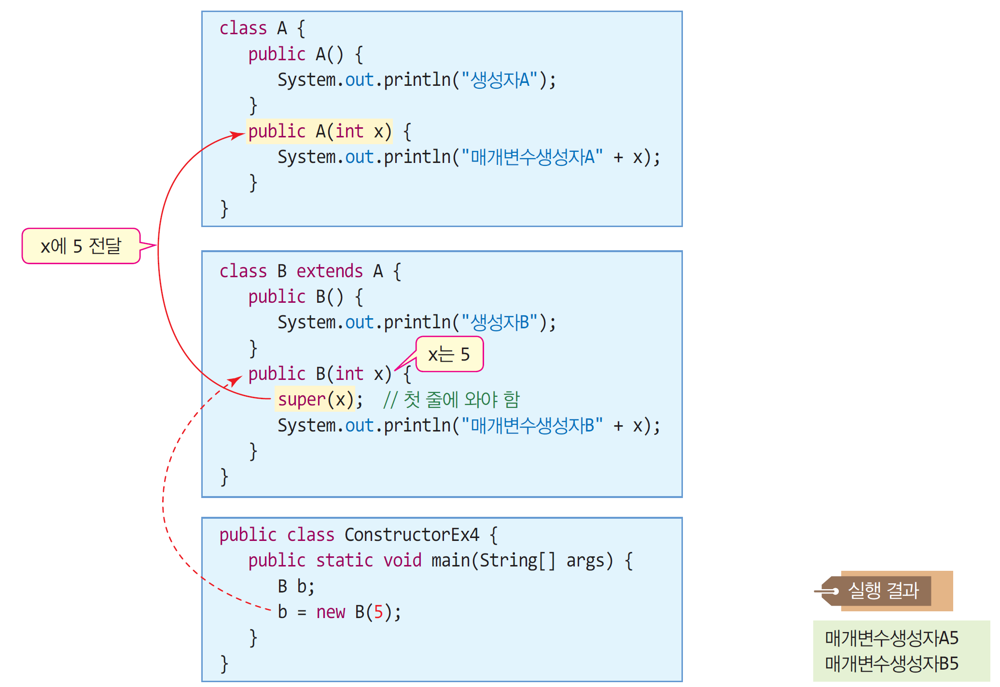 class A {
public A() {
System.out.println("생성자A");
}
public A(int x) {
System.out.println("매개변수생성자A" + x);
}
}
x에 5 전달
class B extends A {
public B() {
System.out.println("생성자B");
}
x는 5
public B(int x) {
super(x); // 첫 줄에 와야 함
System.out.println("매개변수생성자B" + x);
}
}
public class ConstructorEx4 {
public static void main(String[] args) {
B b;
b = new B(5);
}
}
실행 결과
매개변수생성자A5
매개변수생성자B5